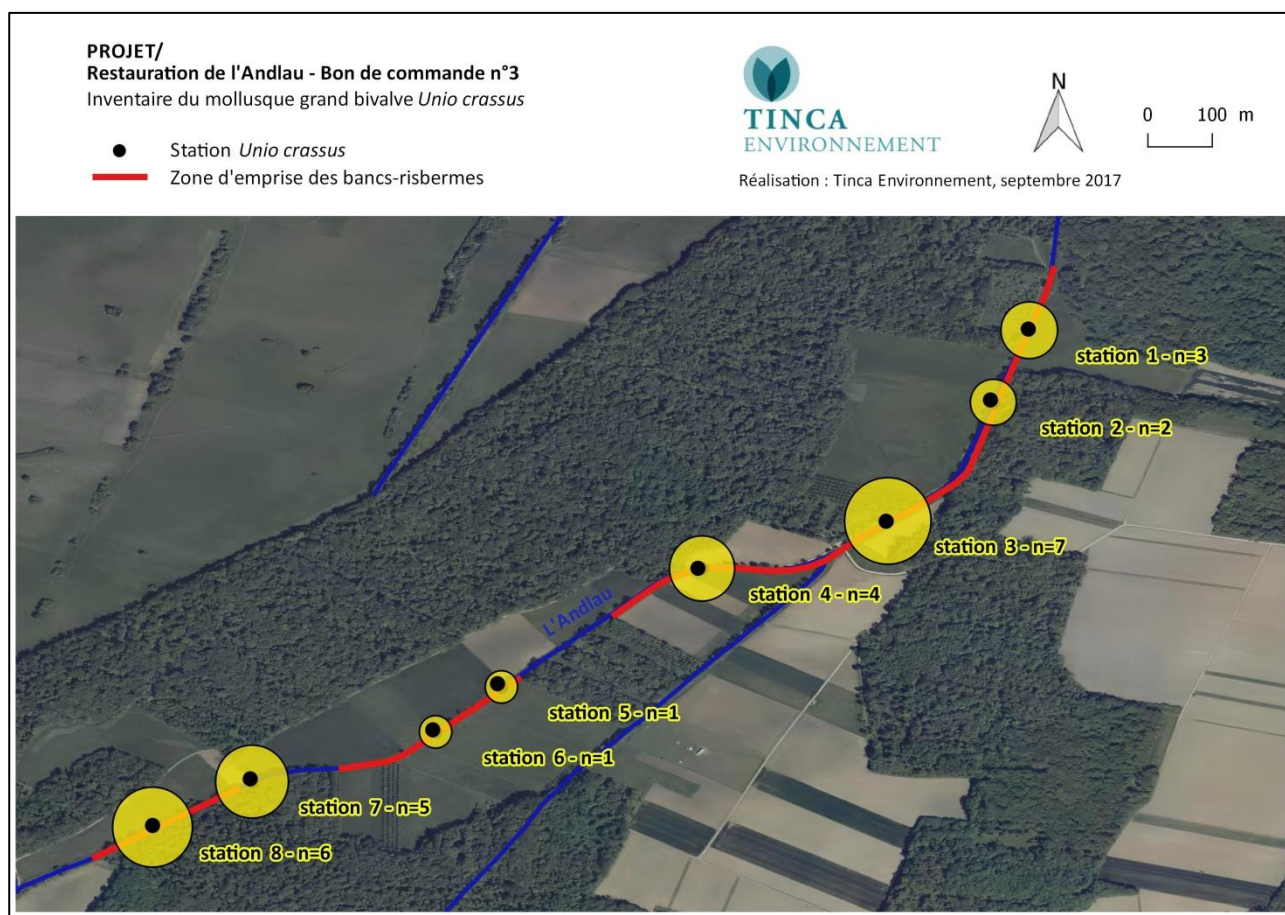 PROJET/
Restauration de l'Andlau - Bon de commande n°3
Inventaire du mollusque grand bivalve Unio crassus
Station Unio crassus
Zone d'emprise des bancs-risbermes
TINCA
ENVIRONNEMENT
Réalisation : Tinca Environnement, septembre 2017
N
0 100 m
station 1 - n=3
station 2 - n=2
station 3 - n=7
station 4 - n=4
L'Andlau
station 5 - n=1
station 6 - n=1
station 7 - n=5
station 8 - n=6